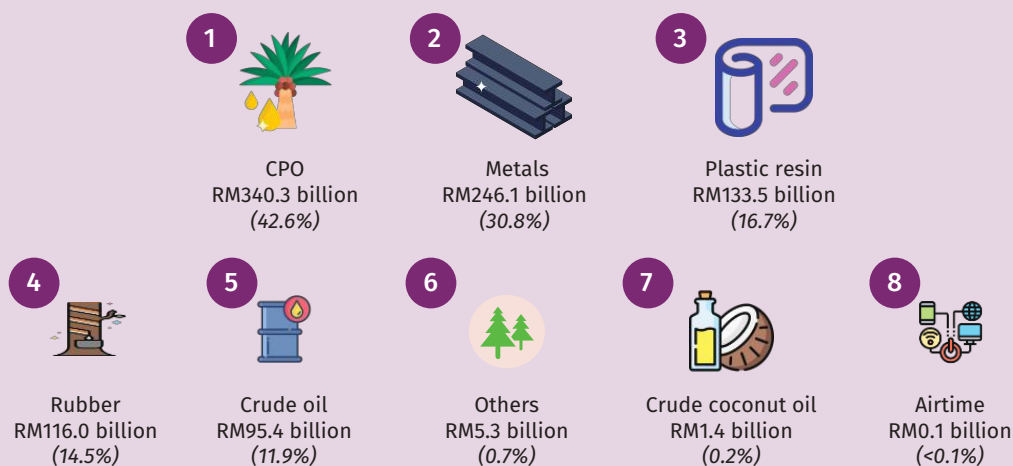 1
2
3
CPO
RM340.3 billion
(42.6%)
Metals
RM246.1 billion
(30.8%)
Plastic resin
RM133.5 billion
(16.7%)
4
5
6
7
8
Rubber
RM116.0 billion
(14.5%)
Crude oil
RM95.4 billion
(11.9%)
Others
RM5.3 billion
(0.7%)
Crude coconut oil
RM1.4 billion
(0.2%)
Airtime
RM0.1 billion
(<0.1%)